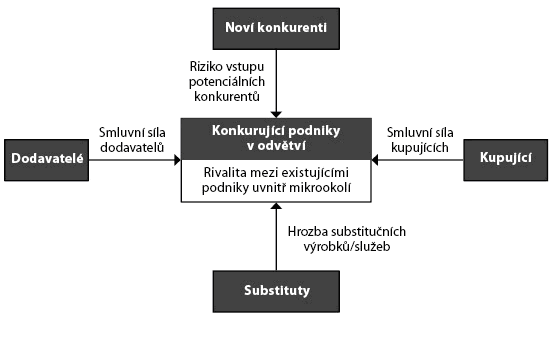 Noví konkurenti
Riziko vstupu
potenciálních
konkurentů
Smluvní síla
dodavatelů
Konkurující podniky
v odvětví
Smluvní síla
kupujících
Dodavatelé
Rivalita mezi existujícími
podniky uvnitř mikrookolí
Kupující
Hrozba substitučních
výrobků/služeb
Substituty